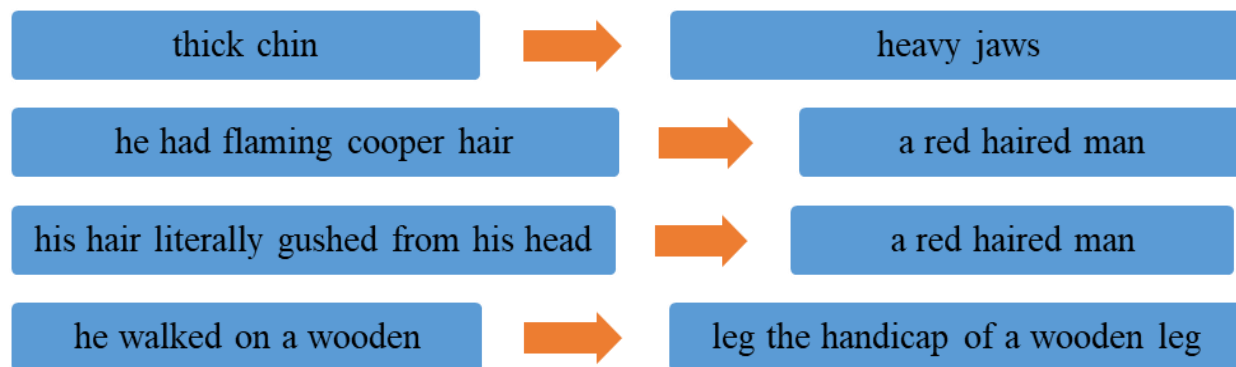 thick chin heavy jaws
he had flaming cooper hair a red haired man
his hair literally gushed from his head a red haired man
he walked on a wooden leg the handicap of a wooden leg